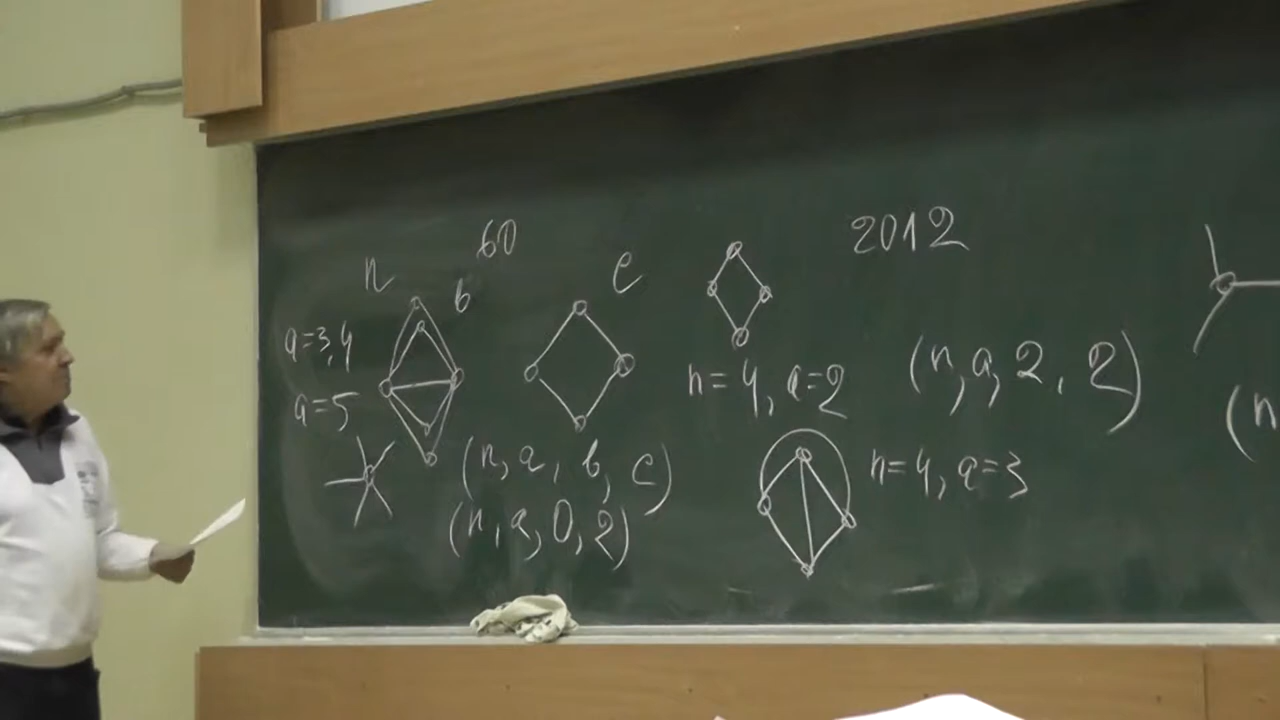 60
2012
n
b
c
a=3,4
a=5
n=4, a=2
(n,a,2,2)
(n
(n,a,b,c)
n=4, a=3
(n,a,0,2)